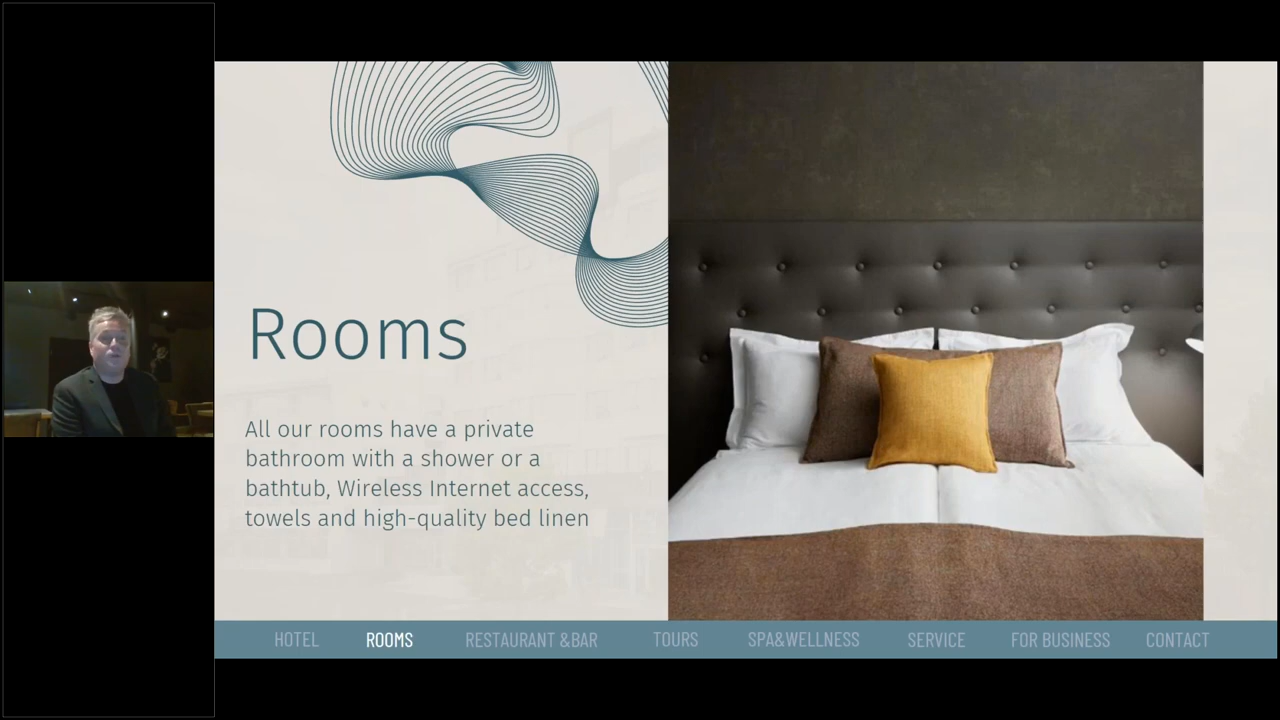 Rooms
All our rooms have a private
bathroom with a shower or a
bathtub, Wireless Internet access,
towels and high-quality bed linen
HOTEL ROOMS RESTAURANT &BAR TOURS SPA&WELLNESS SERVICE FOR BUSINESS CONTACT